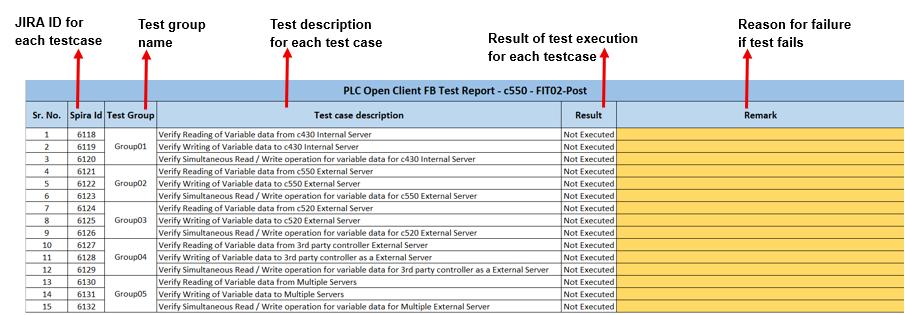 JIRA ID for
each testcase
Test group
name
Test description
for each test case
Result of test execution
for each testcase
Reason for failure
if test fails
PLC Open Client FB Test Report - c550 - FIT02-Post
Sr. No. Spira Id Test Group Test case description Result Remark
1 6118 Verify Reading of Variable data from c430 Internal Server Not Executed
2 6119 Group01 Verify Writing of Variable data to c430 Internal Server Not Executed
3 6120 Verify Simultaneous Read / Write operation for variable data for c430 Internal Server Not Executed
4 6121 Verify Reading of Variable data from c550 External Server Not Executed
5 6122 Group02 Verify Writing of Variable data to c550 External Server Not Executed
6 6123 Verify Simultaneous Read / Write operation for variable data for c550 External Server Not Executed
7 6124 Verify Reading of Variable data from c520 External Server Not Executed
8 6125 Group03 Verify Writing of Variable data to c520 External Server Not Executed
9 6126 Verify Simultaneous Read / Write operation for variable data for c520 External Server Not Executed
10 6127 Verify Reading of Variable data from 3rd party controller External Server Not Executed
11 6128 Group04 Verify Writing of Variable data to 3rd party controller as a External Server Not Executed
12 6129 Verify Simultaneous Read / Write operation for variable data for 3rd party controller as a External Server Not Executed
13 6130 Verify Reading of Variable data from Multiple Servers Not Executed
14 6131 Group05 Verify Writing of Variable data to Multiple Servers Not Executed
15 6132 Verify Simultaneous Read / Write operation for variable data for Multiple External Server Not Executed